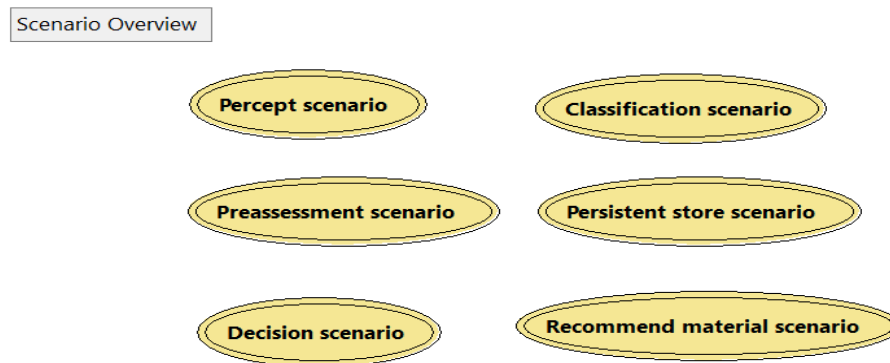 Scenario Overview
Percept scenario
Classification scenario
Preassessment scenario
Persistent store scenario
Decision scenario
Recommend material scenario